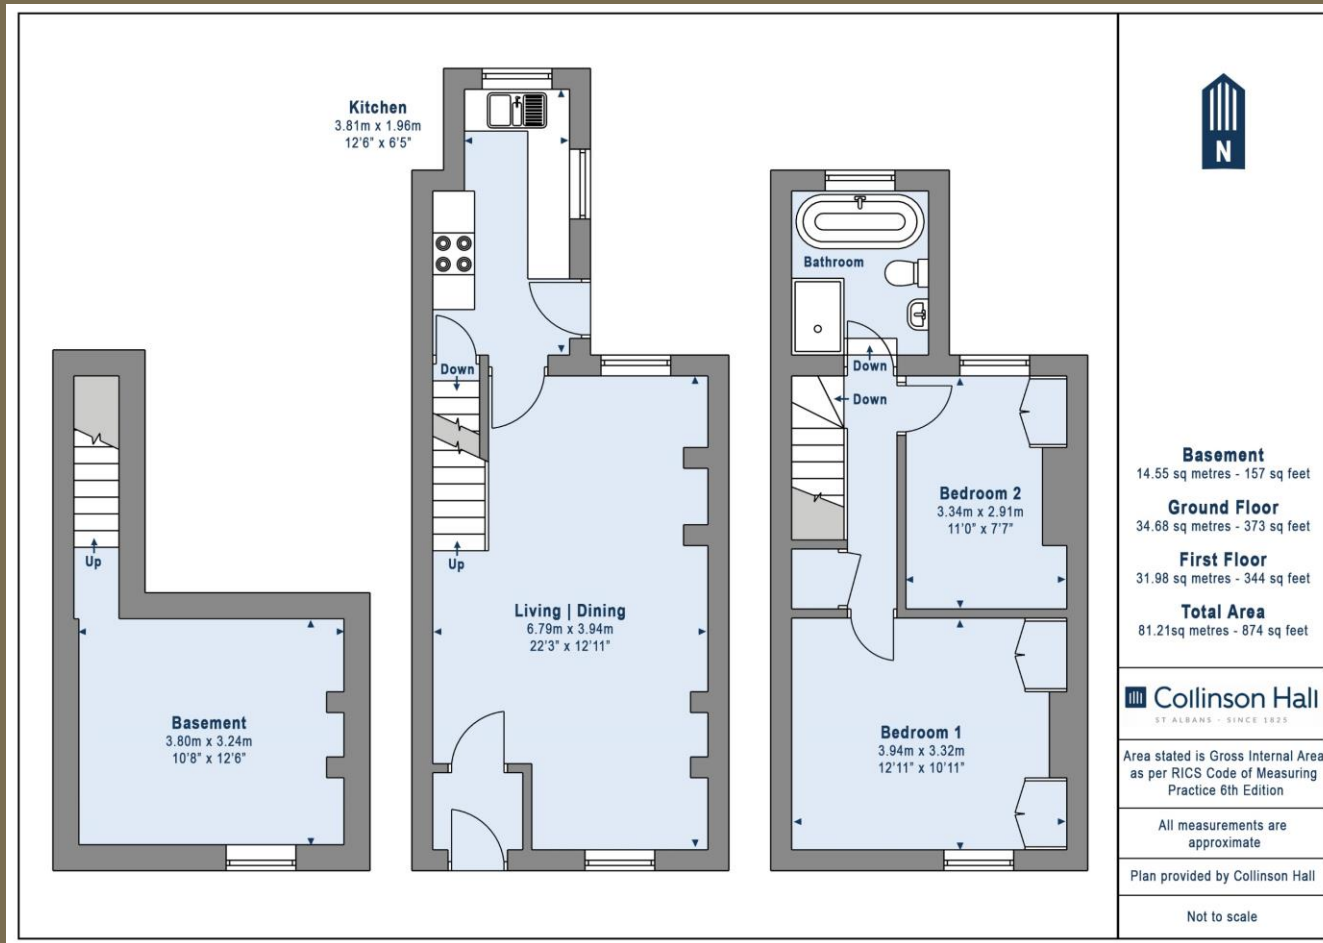 Kitchen
3.81m x 1.96m
12'6" x 6'5"
Down
Up
Living | Dining
6.79m x 3.94m
22'3" x 12'11"
Up
Basement
3.80m x 3.24m
10'8" x 12'6"
Bathroom
Down
Down
Bedroom 2
3.34m x 2.91m
11'0" x 7'7"
Bedroom 1
3.94m x 3.32m
12'11" x 10'11"
N
Basement
14.55 sq metres - 157 sq feet
Ground Floor
34.68 sq metres - 373 sq feet
First Floor
31.98 sq metres - 344 sq feet
Total Area
81.21sq metres - 874 sq feet
Collinson Hall
ST ALBANS - SINCE 1825
Area stated is Gross Internal Area
as per RICS Code of Measuring
Practice 6th Edition
All measurements are
approximate
Plan provided by Collinson Hall
Not to scale